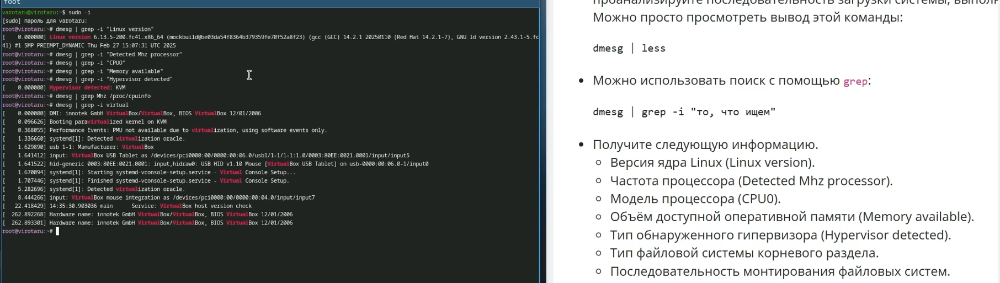 foot
varotaru@virotaru:~$ sudo -i
[sudo] пароль для varotaru:
root@virotaru:~# dmesg | grep -i "Linux version"
[    0.000000] Linux version 6.13.5-200.fc41.x86_64 (mockbuild@be03da54f8364b379359fe70f52a8f23) (gcc (GCC) 14.2.1 20250110 (Red Hat 14.2.1-7), GNU ld version 2.43.1-5.fc
41) #1 SMP PREEMPT_DYNAMIC Thu Feb 27 15:07:31 UTC 2025
root@virotaru:~# dmesg | grep -i "Detected Mhz processor"
root@virotaru:~# dmesg | grep -i "CPUO"
root@virotaru:~# dmesg | grep -i "Memory available"
root@virotaru:~# dmesg | grep -i "Hypervisor detected"
[    0.000000] Hypervisor detected: KVM
root@virotaru:~# dmesg | grep Mhz /proc/cpuinfo
root@virotaru:~# dmesg | grep -i virtual
[    0.000000] DMI: innotek GmbH VirtualBox/VirtualBox, BIOS VirtualBox 12/01/2006
[    0.096626] Booting paravirtualized kernel on KVM
[    0.368055] Performance Events: PMU not available due to virtualization, using software events only.
[    1.336660] systemd[1]: Detected virtualization oracle.
[    1.629890] usb 1-1: Manufacturer: VirtualBox
[    1.641412] input: VirtualBox USB Tablet as /devices/pci0000:00/0000:00:06.0/usb1/1-1/1-1:1.0/0003:80EE:0021.0001/input/input5
[    1.641522] hid-generic 0003:80EE:0021.0001: input,hidraw0: USB HID v1.10 Mouse [VirtualBox USB Tablet] on usb-0000:00:06.0-1/input0
[    1.670094] systemd[1]: Starting systemd-vconsole-setup.service - Virtual Console Setup...
[    1.707446] systemd[1]: Finished systemd-vconsole-setup.service - Virtual Console Setup.
[    5.282696] systemd[1]: Detected virtualization oracle.
[    8.444266] input: VirtualBox mouse integration as /devices/pci0000:00/0000:00:04.0/input/input7
[   22.418429] 14:35:30.903036 main     Service: VirtualBox host version check
[  262.892268] Hardware name: innotek GmbH VirtualBox/VirtualBox, BIOS VirtualBox 12/01/2006
[  262.893301] Hardware name: innotek GmbH VirtualBox/VirtualBox, BIOS VirtualBox 12/01/2006
root@virotaru:~#
проанализируйте последовательность загрузки системы,
Можно просто просмотреть вывод этой команды:
dmesg | less
• Можно использовать поиск с помощью grep:
dmesg | grep -i "то, что ищем"
• Получите следующую информацию.
◦ Версия ядра Linux (Linux version).
◦ Частота процессора (Detected Mhz processor).
◦ Модель процессора (CPU0).
◦ Объём доступной оперативной памяти (Memory available).
◦ Тип обнаруженного гипервизора (Hypervisor detected).
◦ Тип файловой системы корневого раздела.
◦ Последовательность монтирования файловых систем.